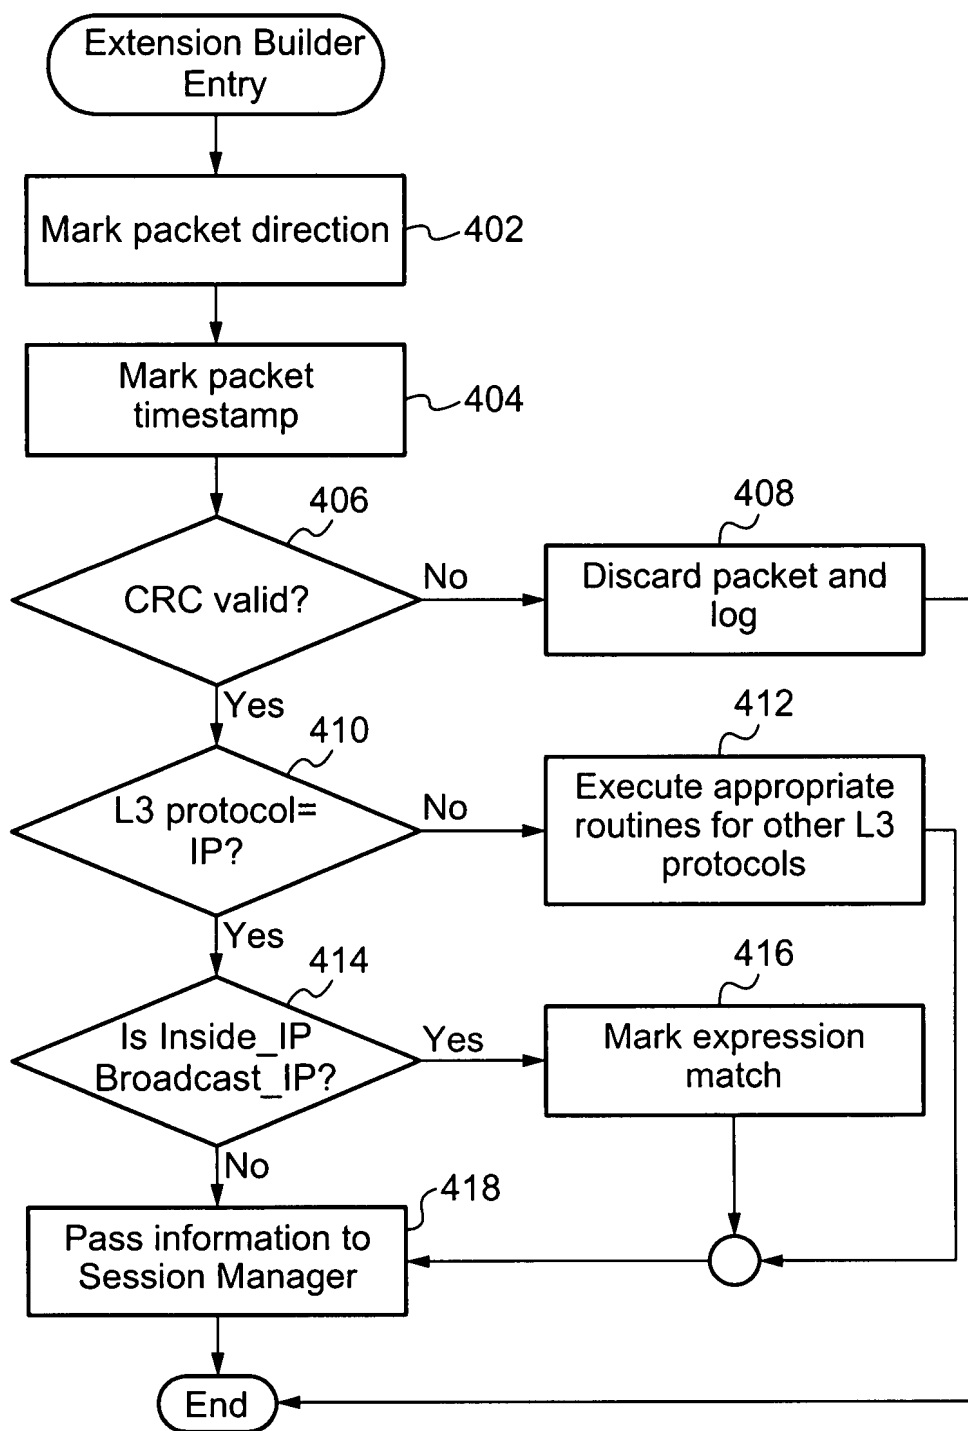 Extension Builder
Entry
Mark packet direction
402
Mark packet
timestamp
404
406
CRC valid?
No
Yes
408
Discard packet and
log
410
L3 protocol=
IP?
No
Yes
412
Execute appropriate
routines for other L3
protocols
414
Is Inside_IP
Broadcast_IP?
Yes
No
416
Mark expression
match
418
Pass information to
Session Manager
End